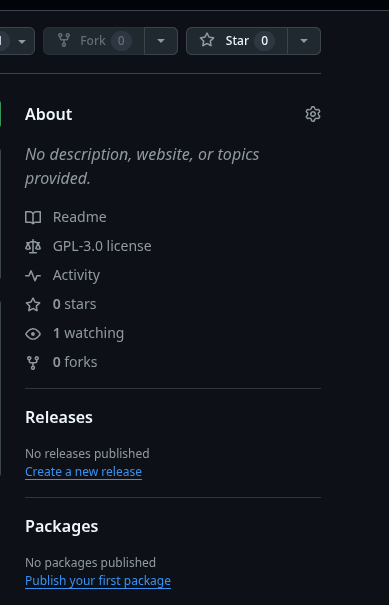 Fork 0
Star 0
About
No description, website, or topics
provided.
Readme
GPL-3.0 license
Activity
0 stars
1 watching
0 forks
Releases
No releases published
Create a new release
Packages
No packages published
Publish your first package